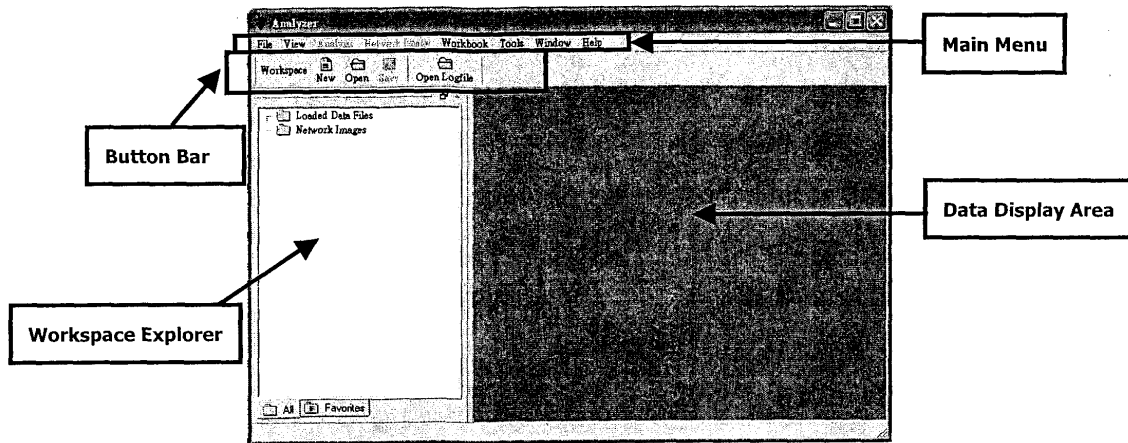 Analyzer
File View Analysis Network Image Workbook Tools Window Help
Main Menu
Workspace New Open Save Open Logfile
Loaded Data Files
Network Images
Button Bar
Data Display Area
Workspace Explorer
All Favorites